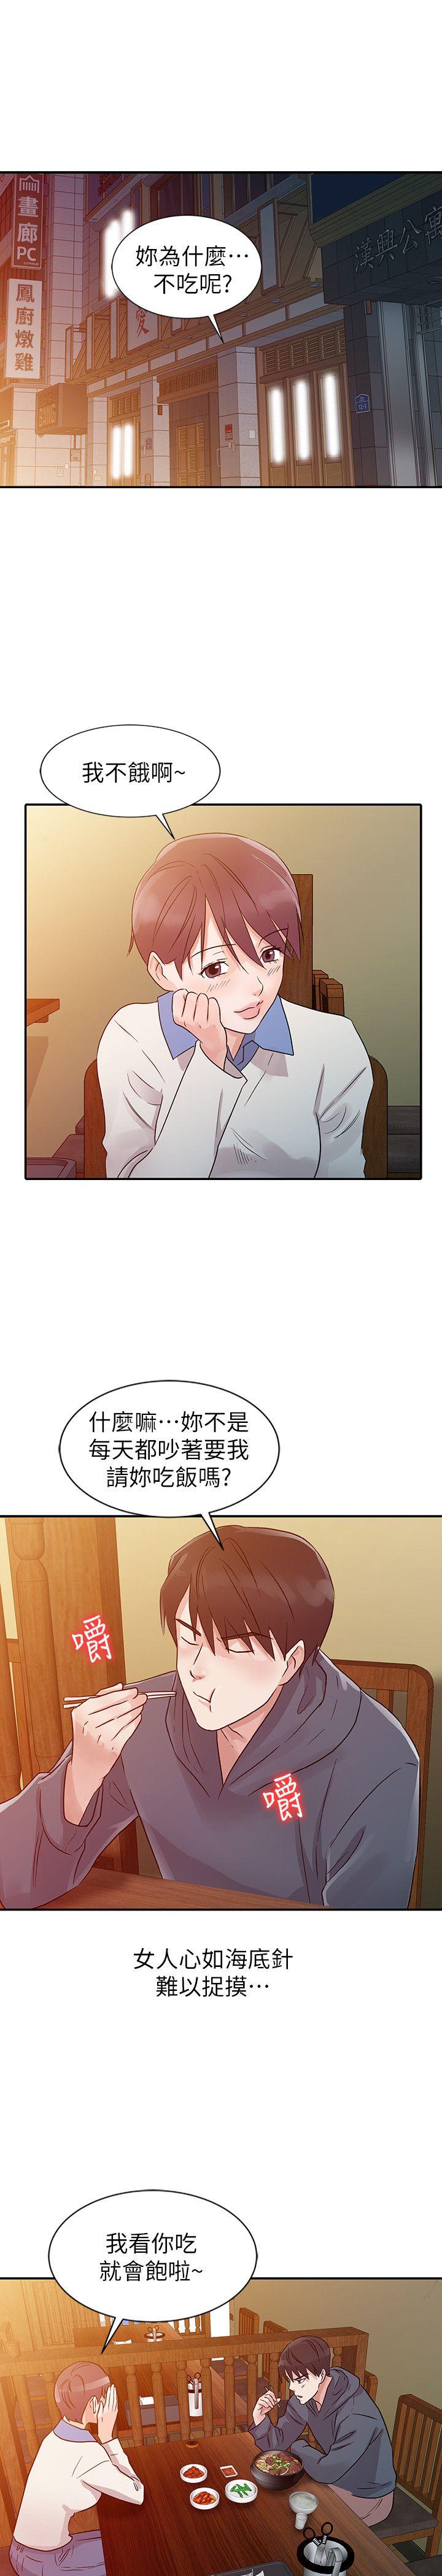 畫廊
PC
鳳廚燉雞
漢興公寓
愛
妳為什麼…
不吃呢?
我不餓啊~
什麼嘛…妳不是
每天都吵著要我
請妳吃飯嗎?
嚼
嚼
女人心如海底針
難以捉摸…
我看你吃
就會飽啦~